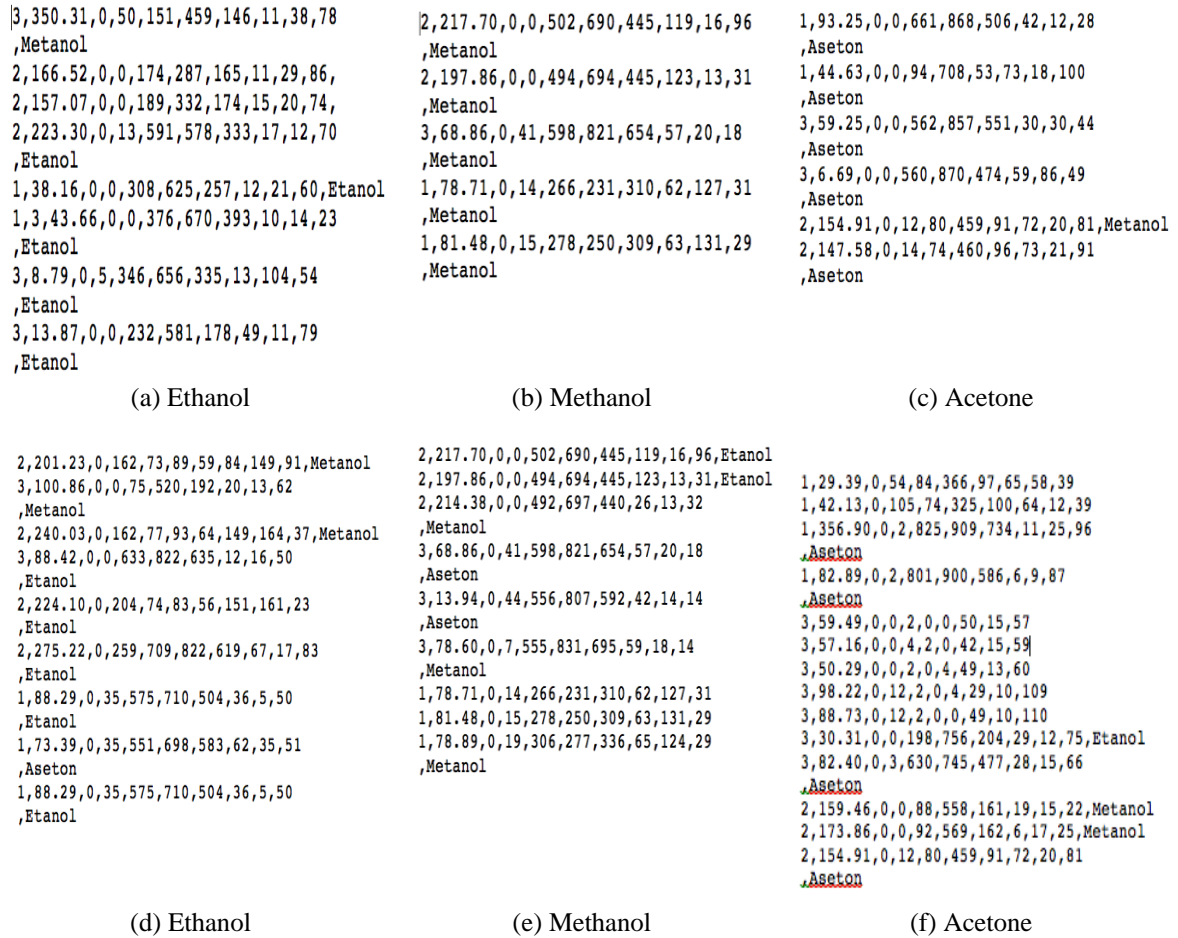 3,350.31,0,50,151,459,146,11,38,78
,Metanol
2,166.52,0,0,174,287,165,11,29,86,
2,157.07,0,0,189,332,174,15,20,74,
2,223.30,0,13,591,578,333,17,12,70
,Etanol
1,38.16,0,0,308,625,257,12,21,60,Etanol
1,3,43.66,0,0,376,670,393,10,14,23
,Etanol
3,8.79,0,5,346,656,335,13,104,54
,Etanol
3,13.87,0,0,232,581,178,49,11,79
,Etanol
(a) Ethanol
2,217.70,0,0,502,690,445,119,16,96
,Metanol
2,197.86,0,0,494,694,445,123,13,31
,Metanol
3,68.86,0,41,598,821,654,57,20,18
,Metanol
1,78.71,0,14,266,231,310,62,127,31
,Metanol
1,81.48,0,15,278,250,309,63,131,29
,Metanol
(b) Methanol
1,93.25,0,0,661,868,506,42,12,28
,Aseton
1,44.63,0,0,94,708,53,73,18,100
,Aseton
3,59.25,0,0,562,857,551,30,30,44
,Aseton
3,6.69,0,0,560,870,474,59,86,49
,Aseton
2,154.91,0,12,80,459,91,72,20,81,Metanol
2,147.58,0,14,74,460,96,73,21,91
,Aseton
(c) Acetone
2,201.23,0,162,73,89,59,84,149,91,Metanol
3,100.86,0,0,75,520,192,20,13,62
,Metanol
2,240.03,0,162,77,93,64,149,164,37,Metanol
3,88.42,0,0,633,822,635,12,16,50
,Etanol
2,224.10,0,204,74,83,56,151,161,23
,Etanol
2,275.22,0,259,709,822,619,67,17,83
,Etanol
1,88.29,0,35,575,710,504,36,5,50
,Etanol
1,73.39,0,35,551,698,583,62,35,51
,Aseton
1,88.29,0,35,575,710,504,36,5,50
,Etanol
(d) Ethanol
2,217.70,0,0,502,690,445,119,16,96,Etanol
2,197.86,0,0,494,694,445,123,13,31,Etanol
2,214.38,0,0,492,697,440,26,13,32
,Metanol
3,68.86,0,41,598,821,654,57,20,18
,Aseton
3,13.94,0,44,556,807,592,42,14,14
,Aseton
3,78.60,0,7,555,831,695,59,18,14
,Metanol
1,78.71,0,14,266,231,310,62,127,31
1,81.48,0,15,278,250,309,63,131,29
1,78.89,0,19,306,277,336,65,124,29
,Metanol
(e) Methanol
1,29.39,0,54,84,366,97,65,58,39
1,42.13,0,105,74,325,100,64,12,39
1,356.90,0,2,825,909,734,11,25,96
,Aseton
1,82.89,0,2,801,900,586,6,9,87
,Aseton
3,59.49,0,0,2,0,0,50,15,57
3,57.16,0,0,4,2,0,42,15,59
3,50.29,0,0,2,0,4,49,13,60
3,98.22,0,12,2,0,4,29,10,109
3,88.73,0,12,2,0,0,49,10,110
3,30.31,0,0,198,756,204,29,12,75,Etanol
3,82.40,0,3,630,745,477,28,15,66
,Aseton
2,159.46,0,0,88,558,161,19,15,22,Metanol
2,173.86,0,0,92,569,162,6,17,25,Metanol
2,154.91,0,12,80,459,91,72,20,81
,Aseton
(f) Acetone